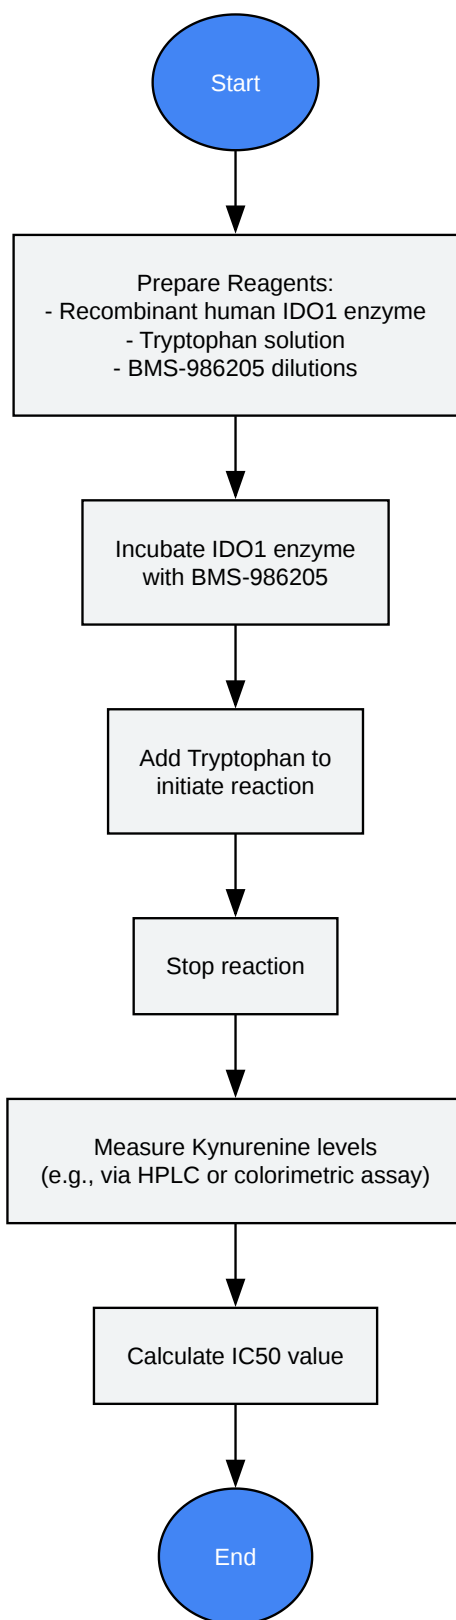 Start
Prepare Reagents:
- Recombinant human IDO1 enzyme
- Tryptophan solution
- BMS-986205 dilutions
Incubate IDO1 enzyme
with BMS-986205
Add Tryptophan to
initiate reaction
Stop reaction
Measure Kynurenine levels
(e.g., via HPLC or colorimetric assay)
Calculate IC50 value
End